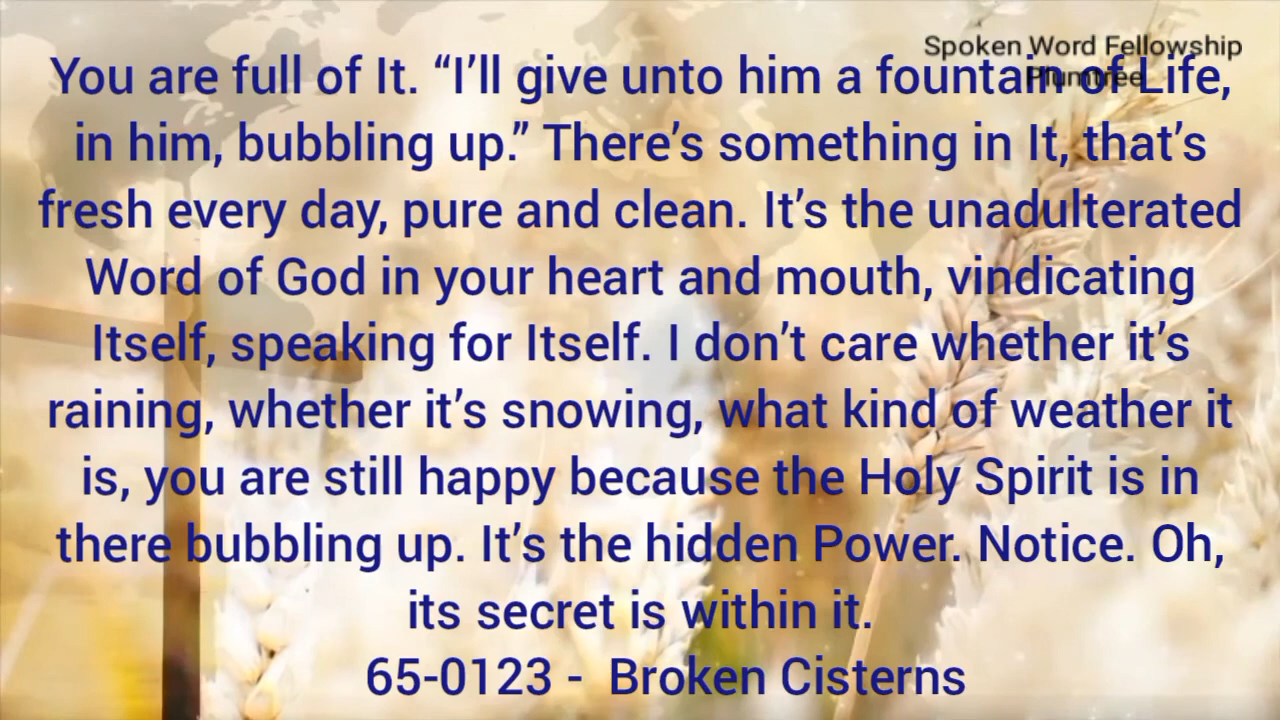 Spoken Word Fellowship
Plumtree
You are full of It. “I’ll give unto him a fountain of Life,
in him, bubbling up.” There’s something in It, that’s
fresh every day, pure and clean. It’s the unadulterated
Word of God in your heart and mouth, vindicating
Itself, speaking for Itself. I don’t care whether it’s
raining, whether it’s snowing, what kind of weather it
is, you are still happy because the Holy Spirit is in
there bubbling up. It’s the hidden Power. Notice. Oh,
its secret is within it.
65-0123 - Broken Cisterns